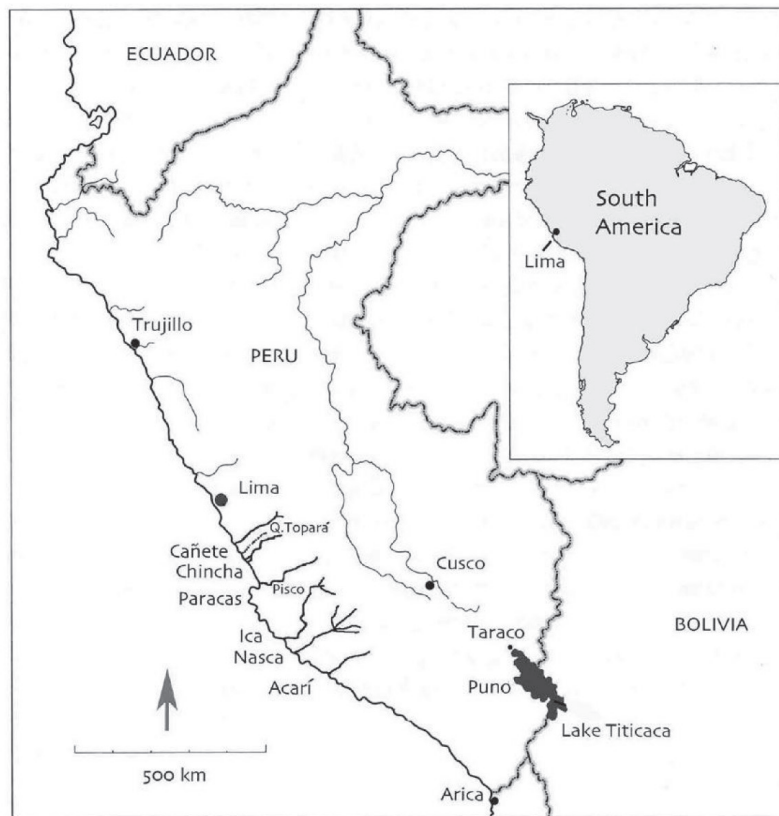 ECUADOR
South
America
Lima
Trujillo
PERU
Lima
Q.Topará
Cañete
Chincha
Cusco
Pisco
Paracas
Taraco
BOLIVIA
Ica
Nasca
Puno
Acarí
Lake Titicaca
500 km
Arica